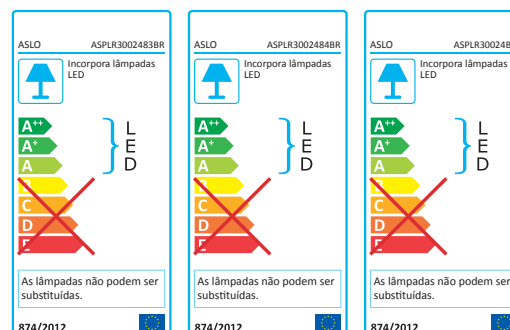 ASLO ASPLR3002483BR
Incorpora lâmpadas
LED
A++
A+
A
C
D
L
E
D
As lâmpadas não podem ser
substituídas.
874/2012
ASLO ASPLR3002484BR
Incorpora lâmpadas
LED
A++
A+
A
C
D
L
E
D
As lâmpadas não podem ser
substituídas.
874/2012
ASLO
Incorpora lâmpadas
LED
A++
A+
A
C
D
L
E
D
As lâmpadas não podem ser
substituídas.
874/2012